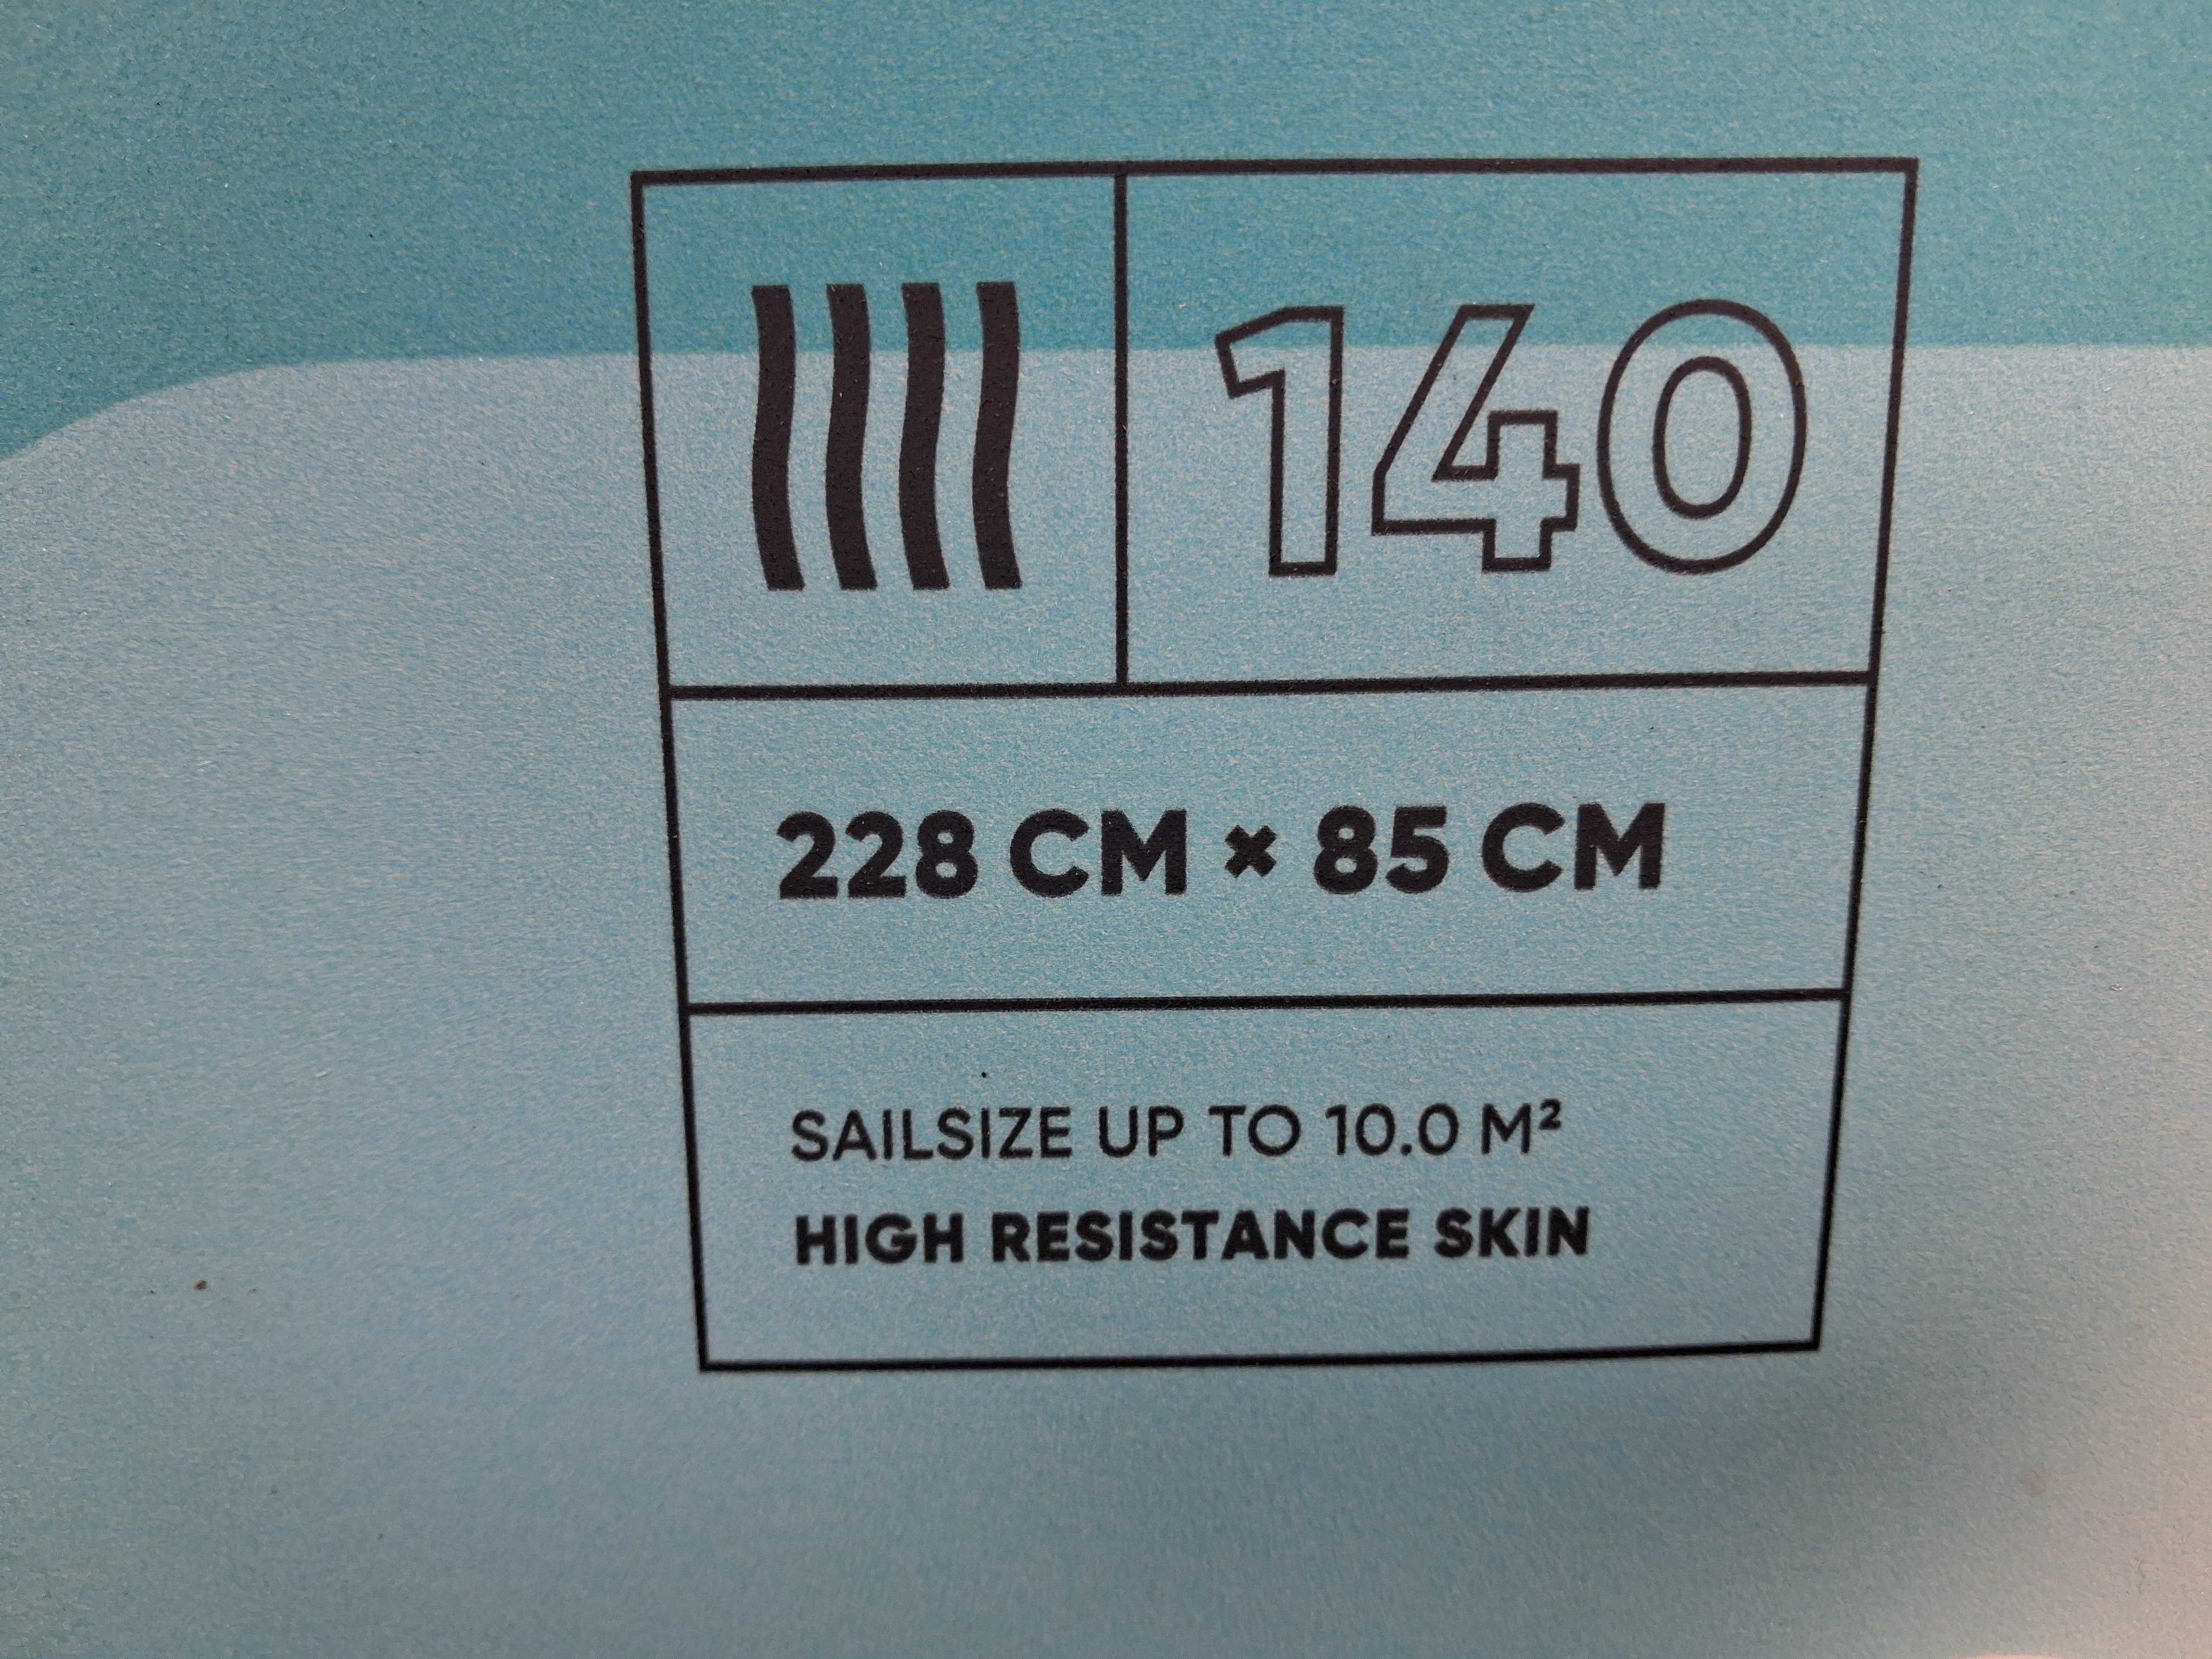 140
228 CM × 85 CM
SAILSIZE UP TO 10.0 M²
HIGH RESISTANCE SKIN